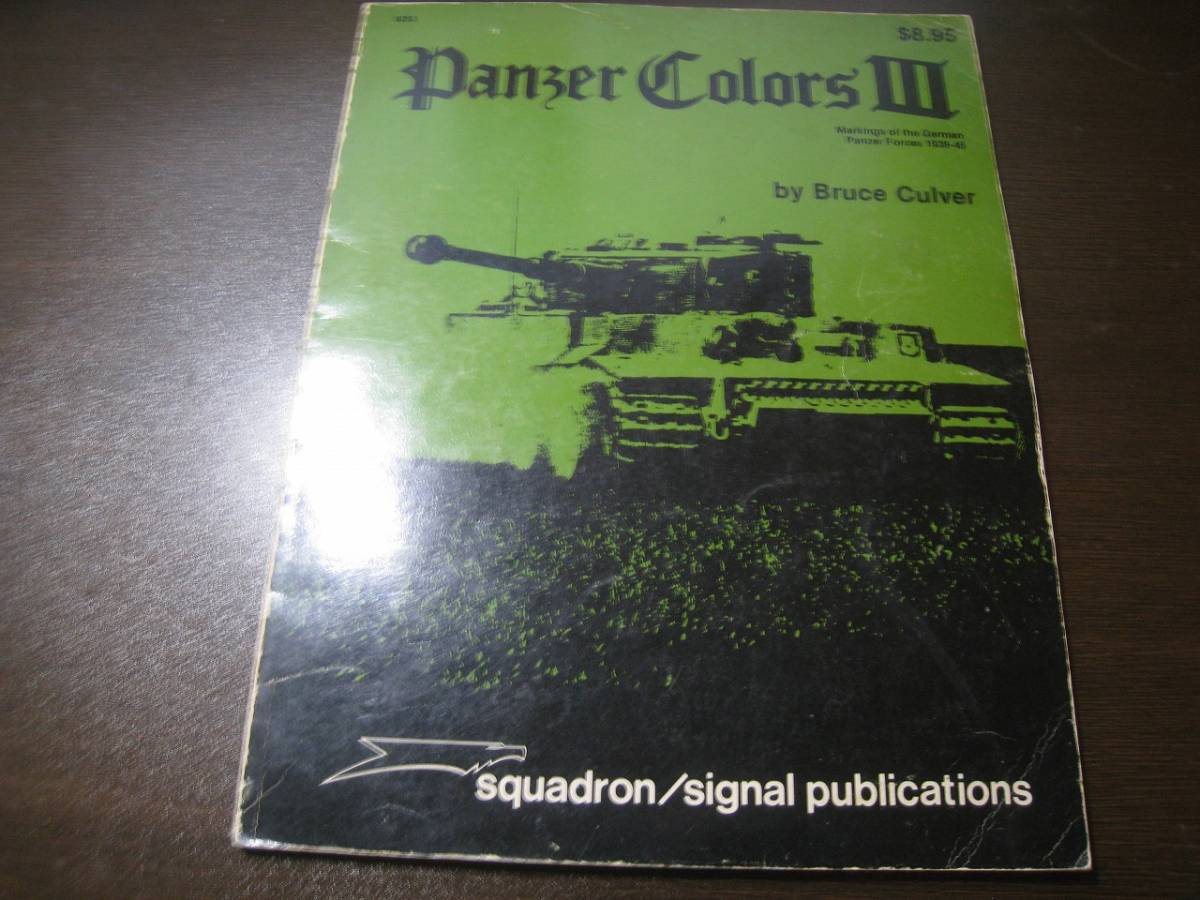 6253
$8.95
Panzer Colors III
Markings of the German
Panzer Forces 1939-45
by Bruce Culver
squadron/signal publications